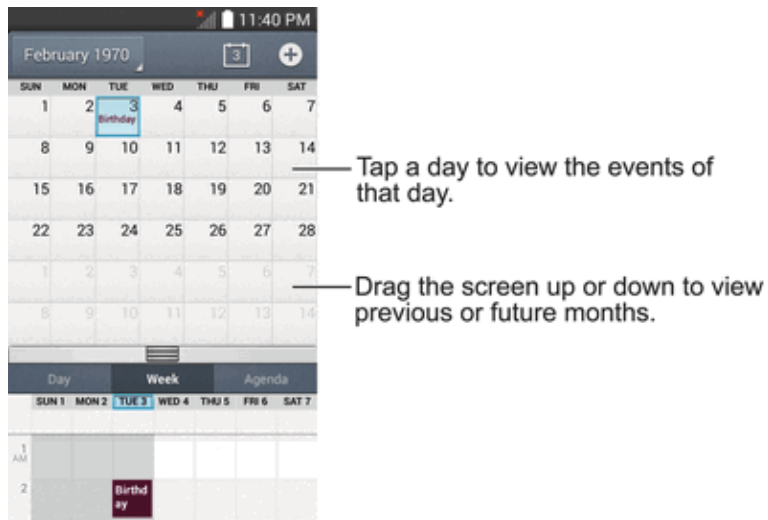 11:40 PM
February 1970 3
SUN MON TUE WED THU FRI SAT
1 2 3 4 5 6 7
Birthday
8 9 10 11 12 13 14
Tap a day to view the events of
that day.
15 16 17 18 19 20 21
22 23 24 25 26 27 28
1 2 3 4 5 6 7
Drag the screen up or down to view
previous or future months.
8 9 10 11 12 13 14
Day Week Agenda
SUN 1 MON 2 TUE 3 WED 4 THU 5 FRI 6 SAT 7
1
AM
2 Birthd
ay